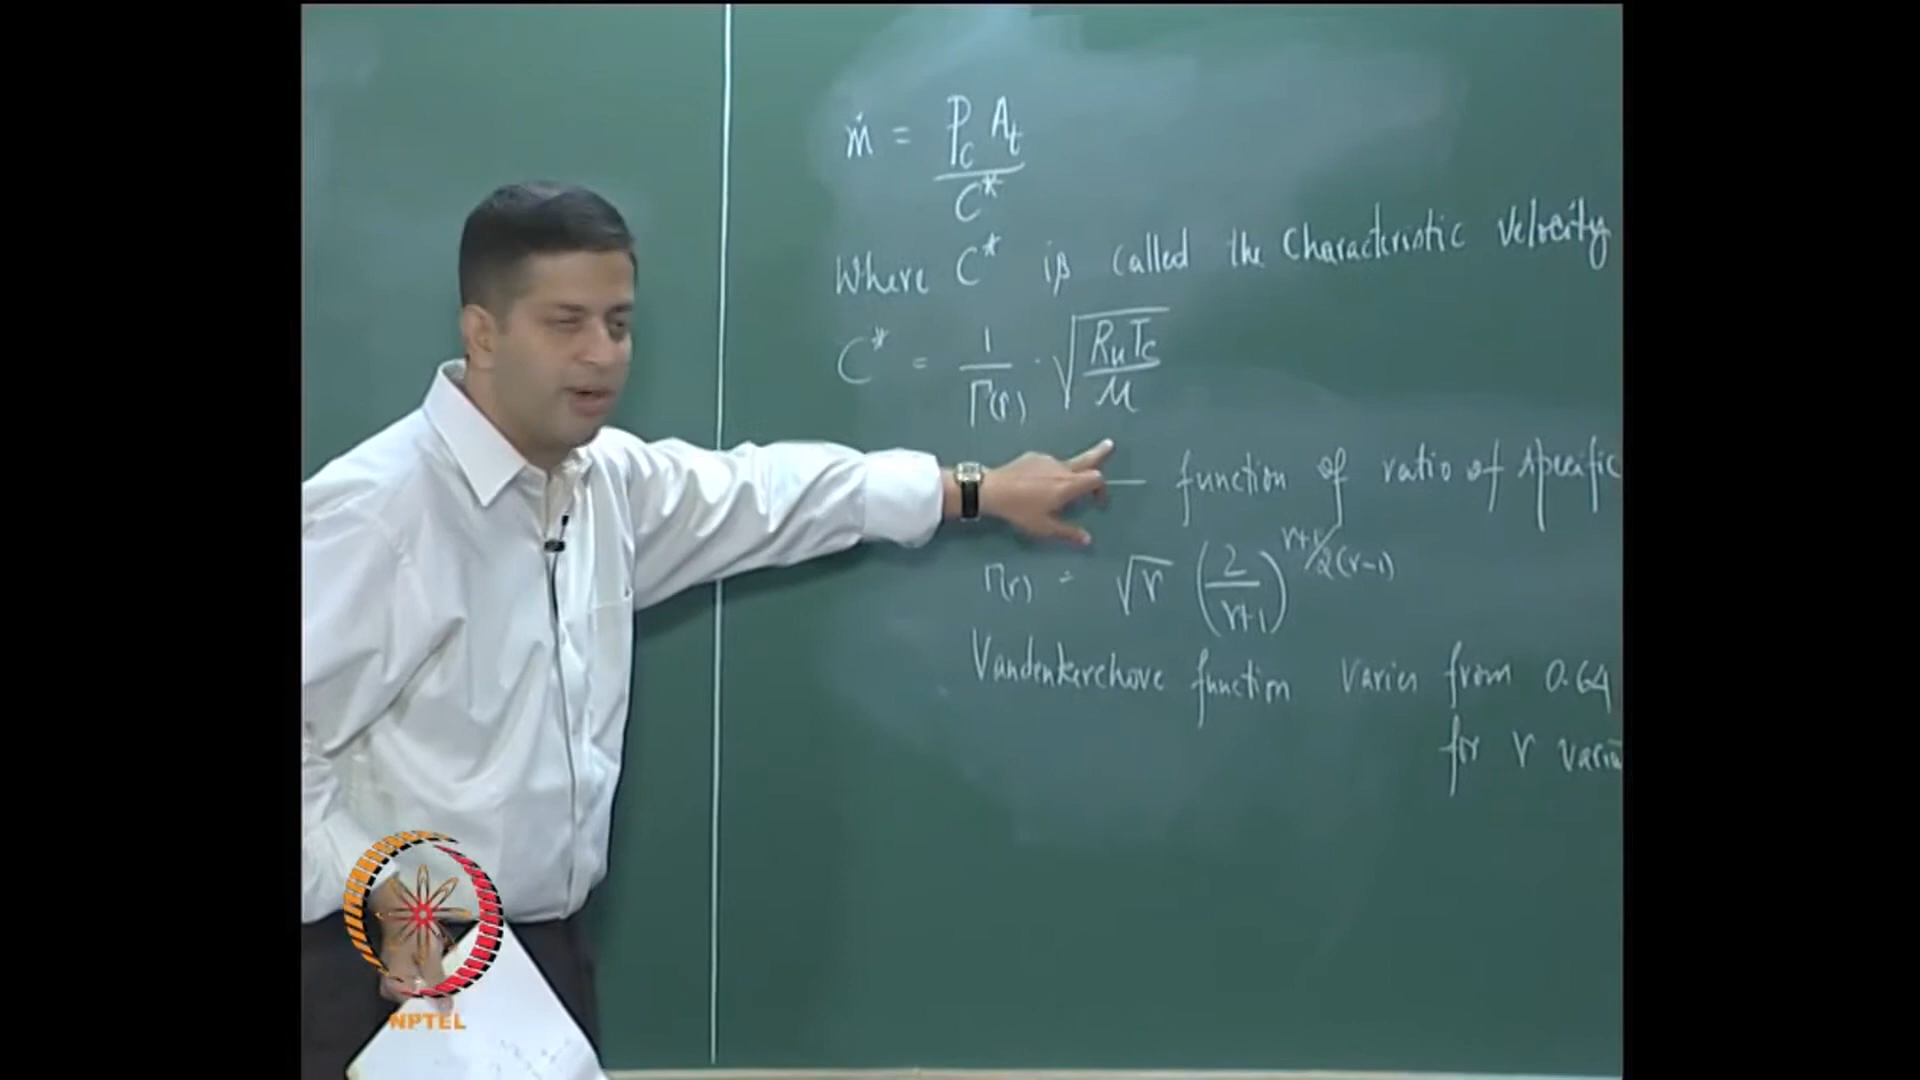 ṁ = P_c A_t / C*
Where C* is called the Characteristic Velocity
C* = 1/Γ(r) · √(R_u T_c / M)
— function of ratio of specific
Γ(r) = √r (2/r+1)^(r+1/2(r-1))
Vandenkerchove function varies from 0.64
for r
NPTEL